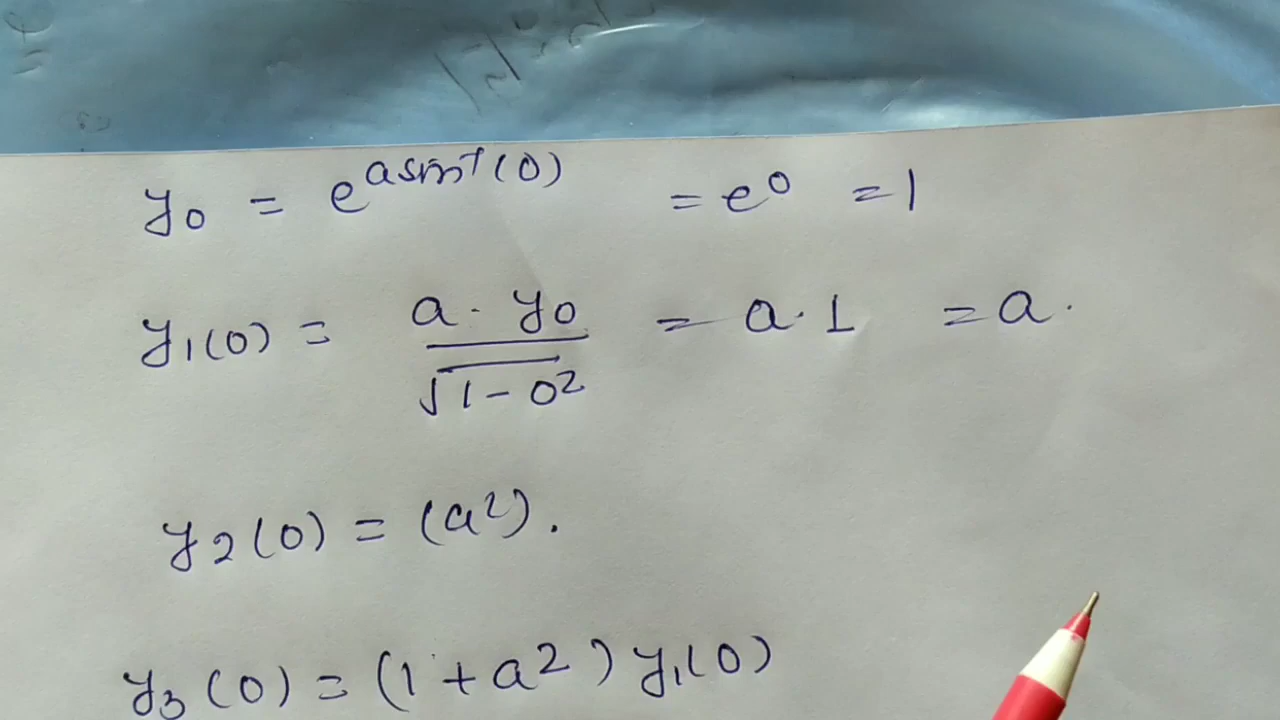 y₀ = e^(a sin⁻¹(0)) = e⁰ = 1
y₁(0) = a · y₀ / √(1 − 0²) = a · 1 = a.
y₂(0) = (a²).
y₃(0) = (1 + a²) y₁(0)